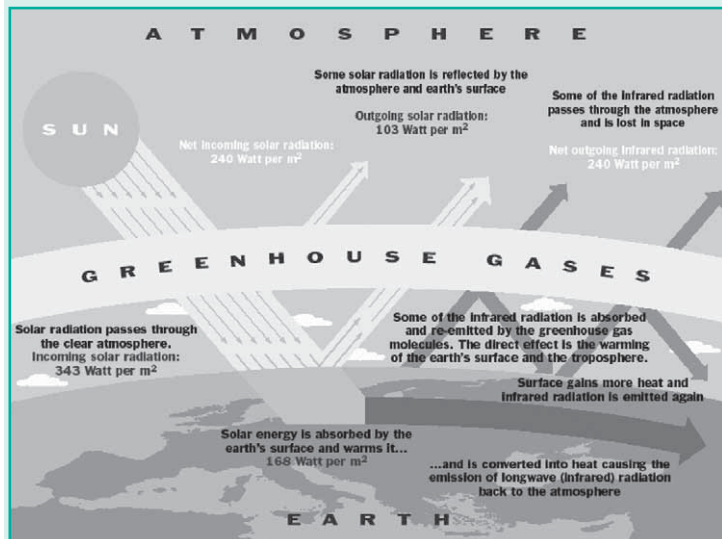 ATMOSPHERE
SUN
Some solar radiation is reflected by the
atmosphere and earth's surface
Outgoing solar radiation:
103 Watt per m²
Some of the infrared radiation
passes through the atmosphere
and is lost in space
Net outgoing infrared radiation:
240 Watt per m²
Net incoming solar radiation:
240 Watt per m²
GREENHOUSE GASES
Solar radiation passes through
the clear atmosphere.
Incoming solar radiation:
343 Watt per m²
Some of the infrared radiation is absorbed
and re-emitted by the greenhouse gas
molecules. The direct effect is the warming
of the earth's surface and the troposphere.
Surface gains more heat and
infrared radiation is emitted again
Solar energy is absorbed by the
earth's surface and warms it...
168 Watt per m²
...and is converted into heat causing the
emission of longwave (infrared) radiation
back to the atmosphere
EARTH